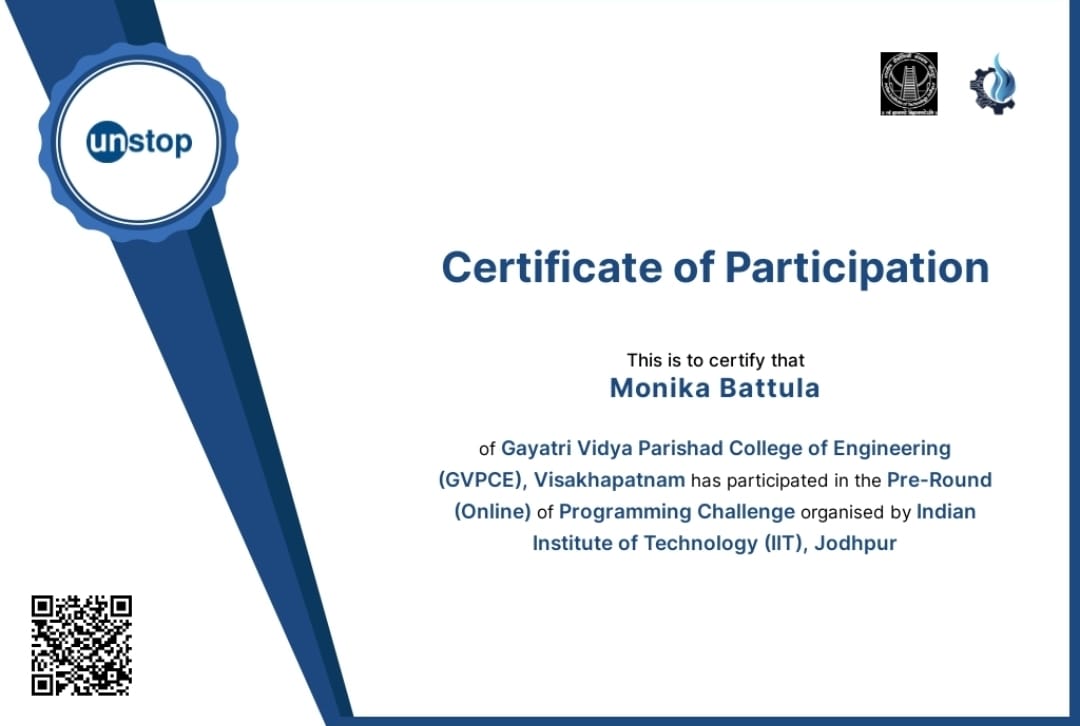 unstop
Certificate of Participation
This is to certify that
Monika Battula
of Gayatri Vidya Parishad College of Engineering
(GVPCE), Visakhapatnam has participated in the Pre-Round
(Online) of Programming Challenge organised by Indian
Institute of Technology (IIT), Jodhpur